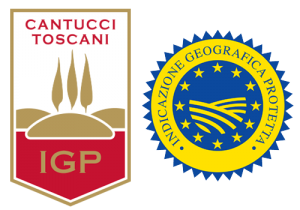 CANTUCCI
TOSCANI
IGP
INDICAZIONE GEOGRAFICA PROTETTA